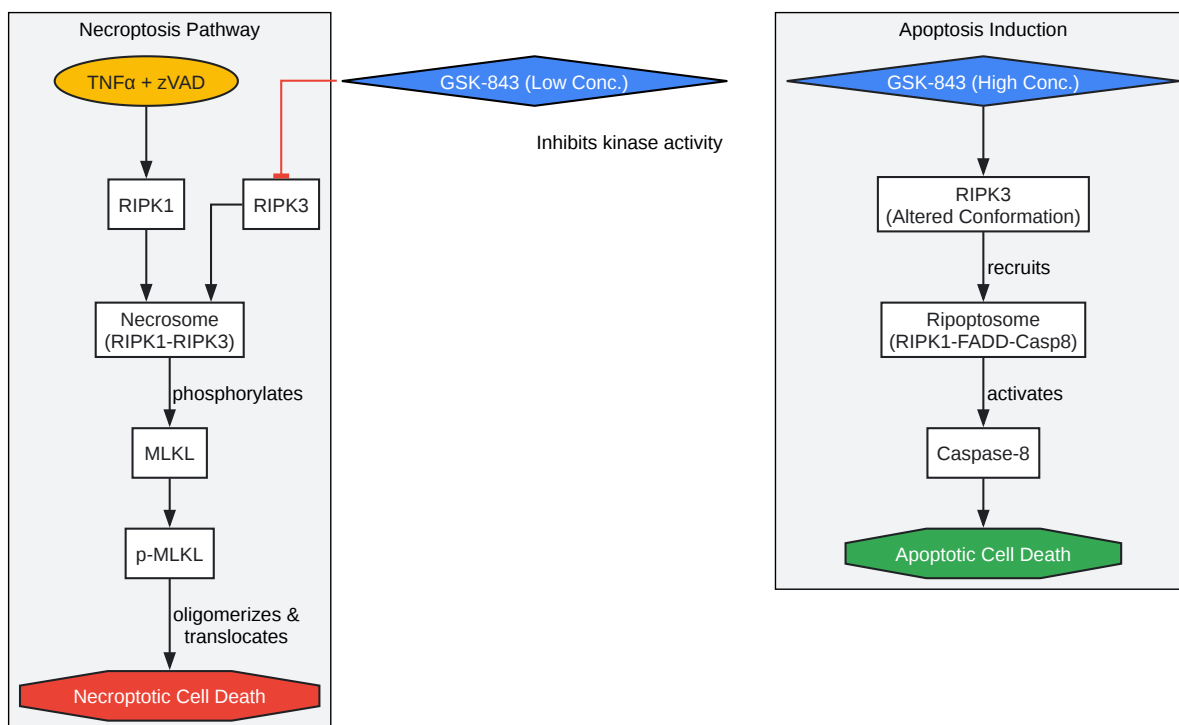 Necroptosis Pathway
TNFα + zVAD
RIPK1
RIPK3
Necrosome
(RIPK1-RIPK3)
phosphorylates
MLKL
p-MLKL
oligomerizes &
translocates
Necroptotic Cell Death
GSK-843 (Low Conc.)
Inhibits kinase activity
Apoptosis Induction
GSK-843 (High Conc.)
RIPK3
(Altered Conformation)
recruits
Ripoptosome
(RIPK1-FADD-Casp8)
activates
Caspase-8
Apoptotic Cell Death